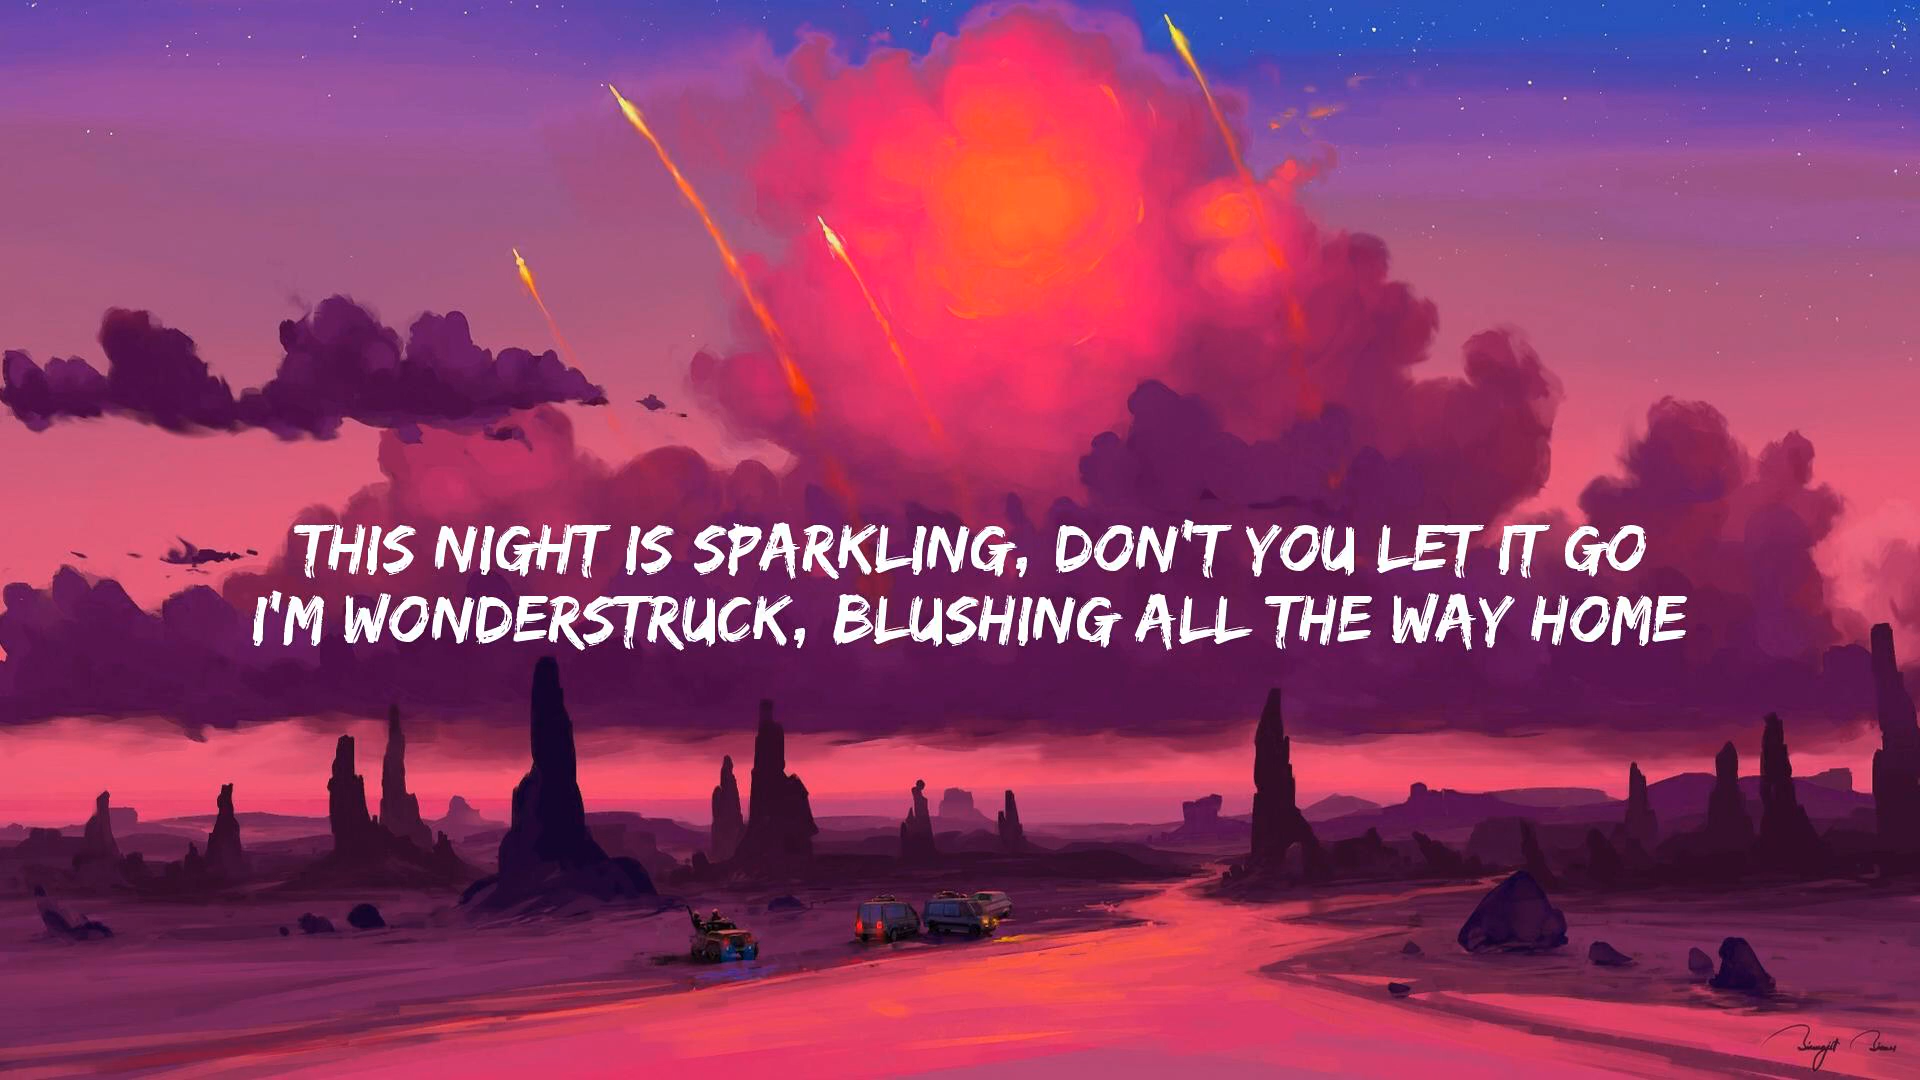 THIS NIGHT IS SPARKLING, DON'T YOU LET IT GO
I'M WONDERSTRUCK, BLUSHING ALL THE WAY HOME